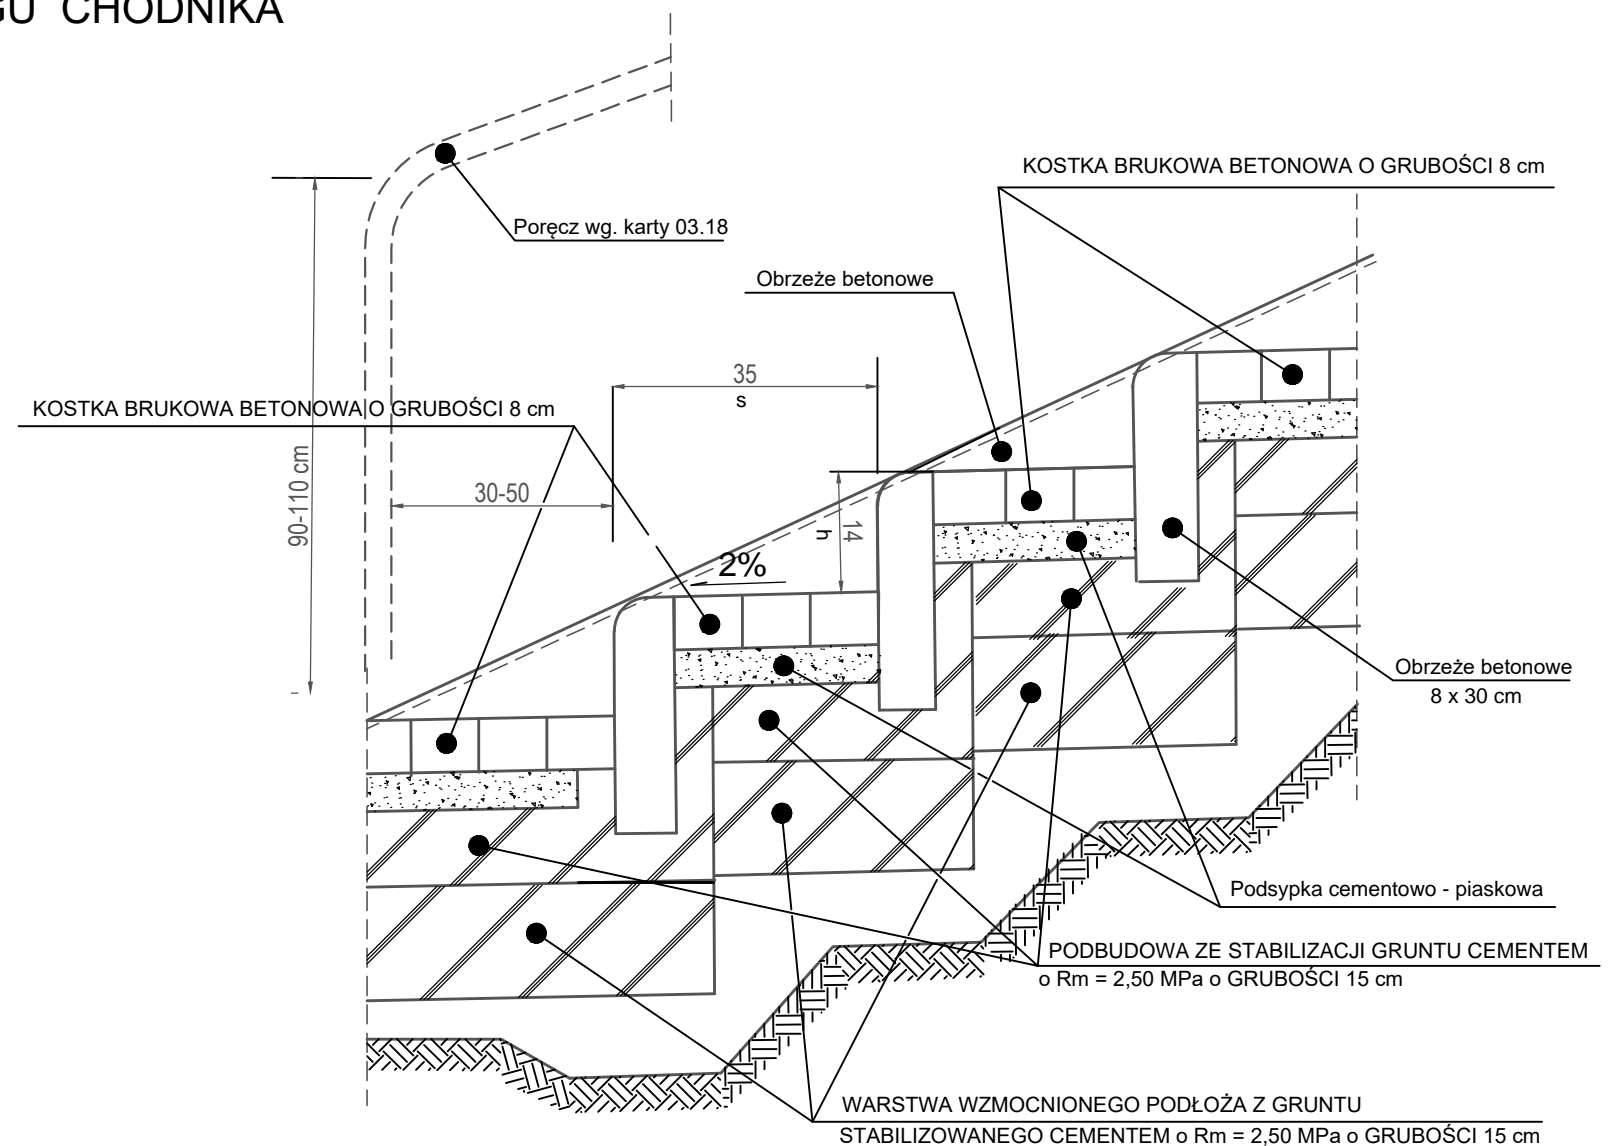 GU CHODNIKA
KOSTKA BRUKOWA BETONOWA O GRUBOŚCI 8 cm
Poręcz wg. karty 03.18
Obrzeże betonowe
35
s
KOSTKA BRUKOWA BETONOWA O GRUBOŚCI 8 cm
90-110 cm
30-50
14
h
2%
Obrzeże betonowe
8 x 30 cm
Podsypka cementowo - piaskowa
PODBUDOWA ZE STABILIZACJI GRUNTU CEMENTEM
o Rm = 2,50 MPa o GRUBOŚCI 15 cm
WARSTWA WZMOCNIONEGO PODŁOŻA Z GRUNTU
STABILIZOWANEGO CEMENTEM o Rm = 2,50 MPa o GRUBOŚCI 15 cm